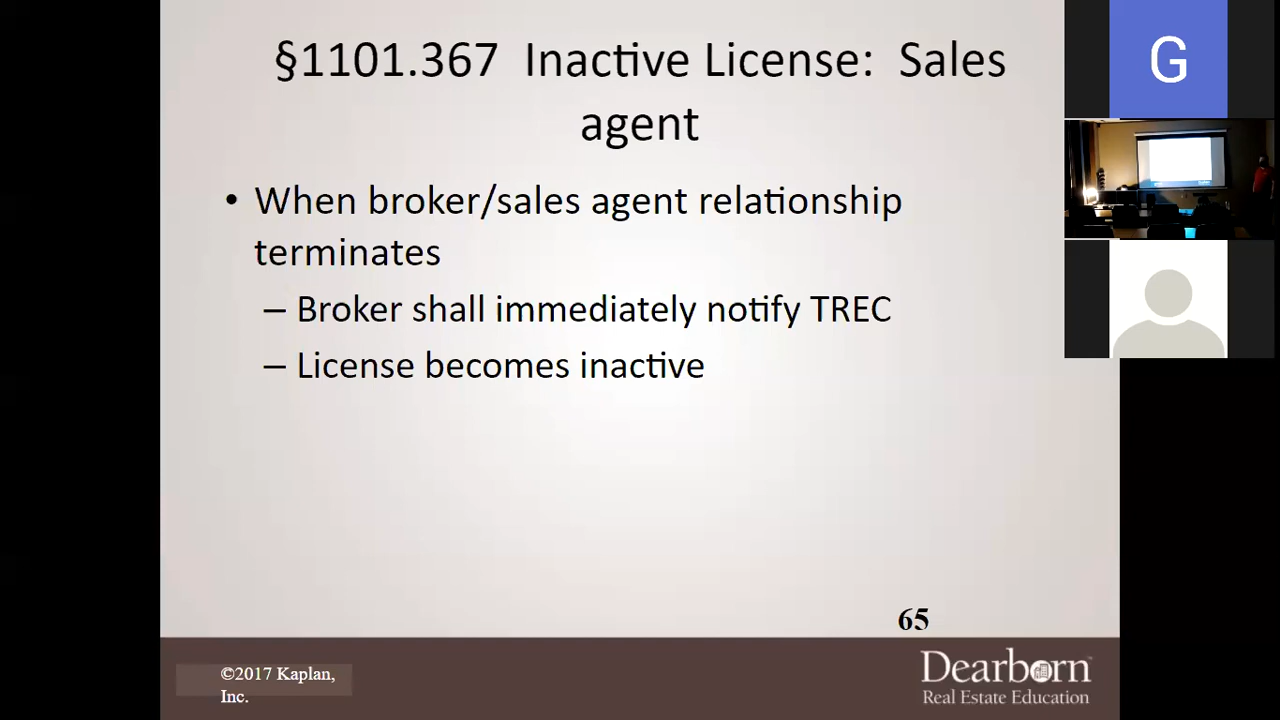 §1101.367 Inactive License: Sales
agent
• When broker/sales agent relationship
terminates
– Broker shall immediately notify TREC
– License becomes inactive
65
©2017 Kaplan,
Inc.
Dearborn
Real Estate Education
G